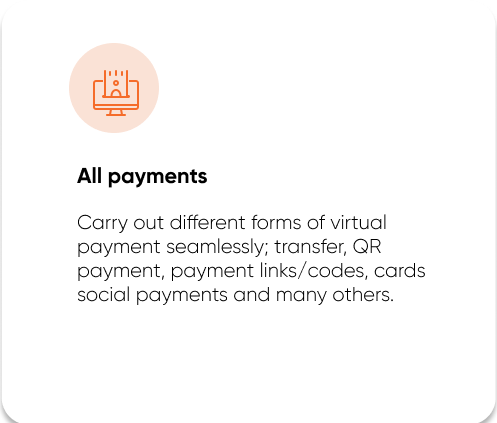 All payments
Carry out different forms of virtual
payment seamlessly; transfer, QR
payment, payment links/codes, cards
social payments and many others.